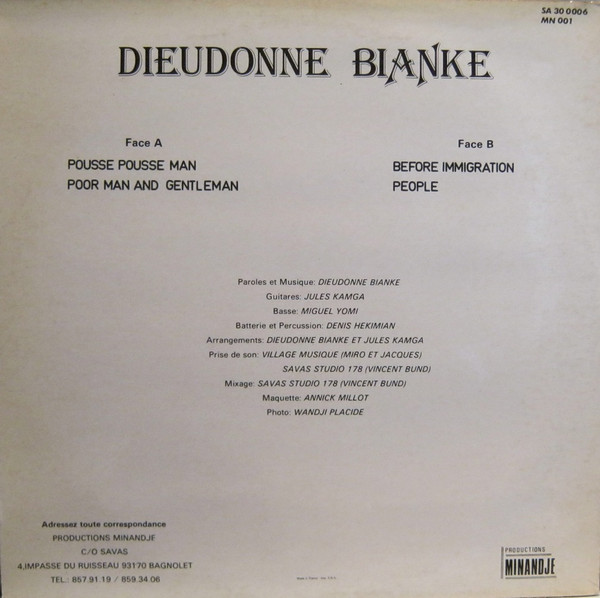 SA 30 0006
MN 001
DIEUDONNE BIANKE
Face A
POUSSE POUSSE MAN
POOR MAN AND GENTLEMAN
Face B
BEFORE IMMIGRATION
PEOPLE
Paroles et Musique: DIEUDONNE BIANKE
Guitares: JULES KAMGA
Basse: MIGUEL YOMI
Batterie et Percussion: DENIS HEKIMIAN
Arrangements: DIEUDONNE BIANKE ET JULES KAMGA
Prise de son: VILLAGE MUSIQUE (MIRO ET JACQUES)
SAVAS STUDIO 178 (VINCENT BUND)
Mixage: SAVAS STUDIO 178 (VINCENT BUND)
Maquette: ANNICK MILLOT
Photo: WANDJI PLACIDE
Adressez toute correspondance
PRODUCTIONS MINANDJE
C/O SAVAS
4,IMPASSE DU RUISSEAU 93170 BAGNOLET
TEL.: 857.91.19 / 859.34.06
PRODUCTIONS
MINANDJE